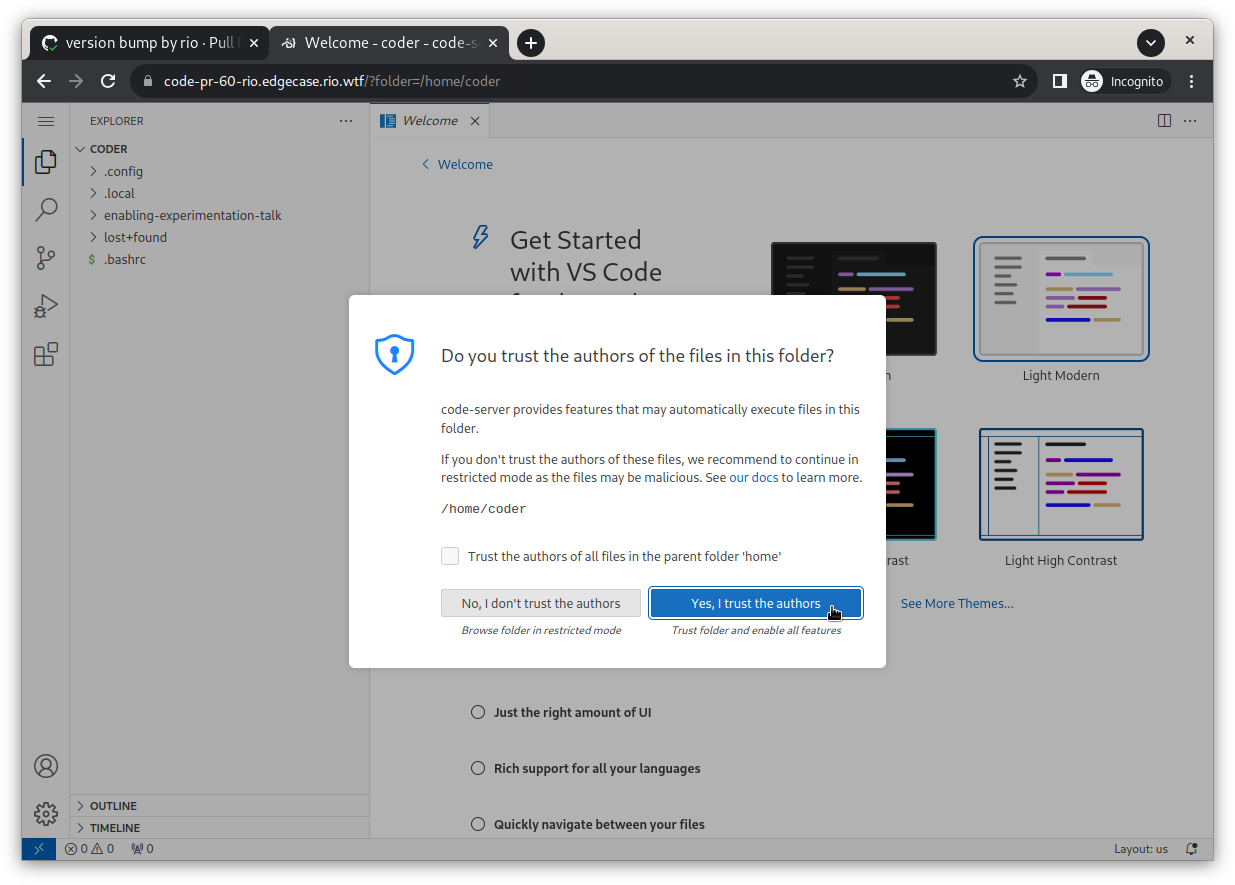 version bump by rio · Pull
Welcome - coder - code-s
code-pr-60-rio.edgecase.rio.wtf/?folder=/home/coder
Incognito
EXPLORER
Welcome
CODER
.config
.local
enabling-experimentation-talk
lost+found
$ .bashrc
Welcome
Get Started
with VS Code
Light Modern
Light High Contrast
See More Themes...
Do you trust the authors of the files in this folder?
code-server provides features that may automatically execute files in this
folder.
If you don't trust the authors of these files, we recommend to continue in
restricted mode as the files may be malicious. See our docs to learn more.
/home/coder
Trust the authors of all files in the parent folder 'home'
No, I don't trust the authors
Yes, I trust the authors
Browse folder in restricted mode
Trust folder and enable all features
Just the right amount of UI
Rich support for all your languages
Quickly navigate between your files
OUTLINE
TIMELINE
0 0 0
Layout: us